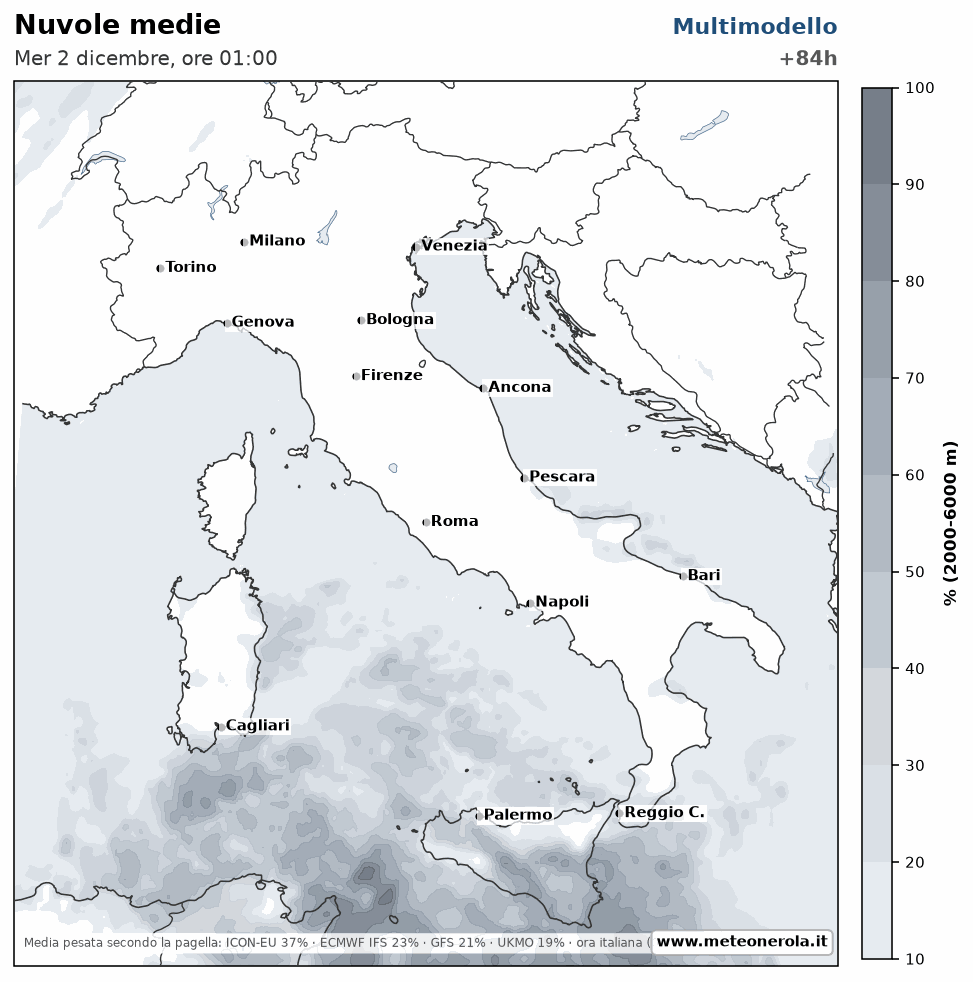 Nuvole medie
Multimodello
Mer 2 dicembre, ore 01:00
+84h
Milano
Venezia
Torino
Genova
Bologna
Firenze
Ancona
Pescara
Roma
Bari
Napoli
Cagliari
Palermo
Reggio C.
Media pesata secondo la pagella: ICON-EU 37% · ECMWF IFS 23% · GFS 21% · UKMO 19% · ora italiana (
www.meteonerola.it
100
90
80
70
60
50
40
30
20
10
% (2000-6000 m)